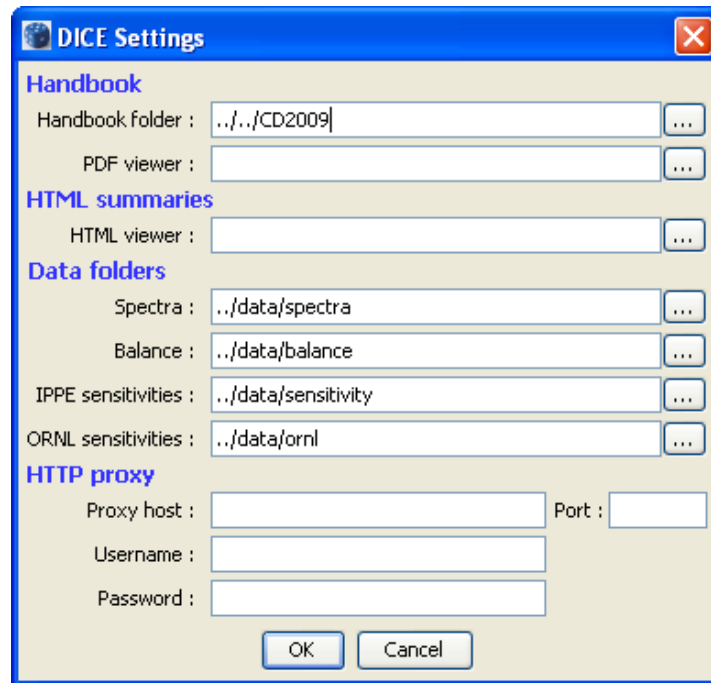 DICE Settings
Handbook
Handbook folder : ../../CD2009 ...
PDF viewer : ...
HTML summaries
HTML viewer : ...
Data folders
Spectra : ../data/spectra ...
Balance : ../data/balance ...
IPPE sensitivities : ../data/sensitivity ...
ORNL sensitivities : ../data/ornl ...
HTTP proxy
Proxy host : Port :
Username :
Password :
OK Cancel